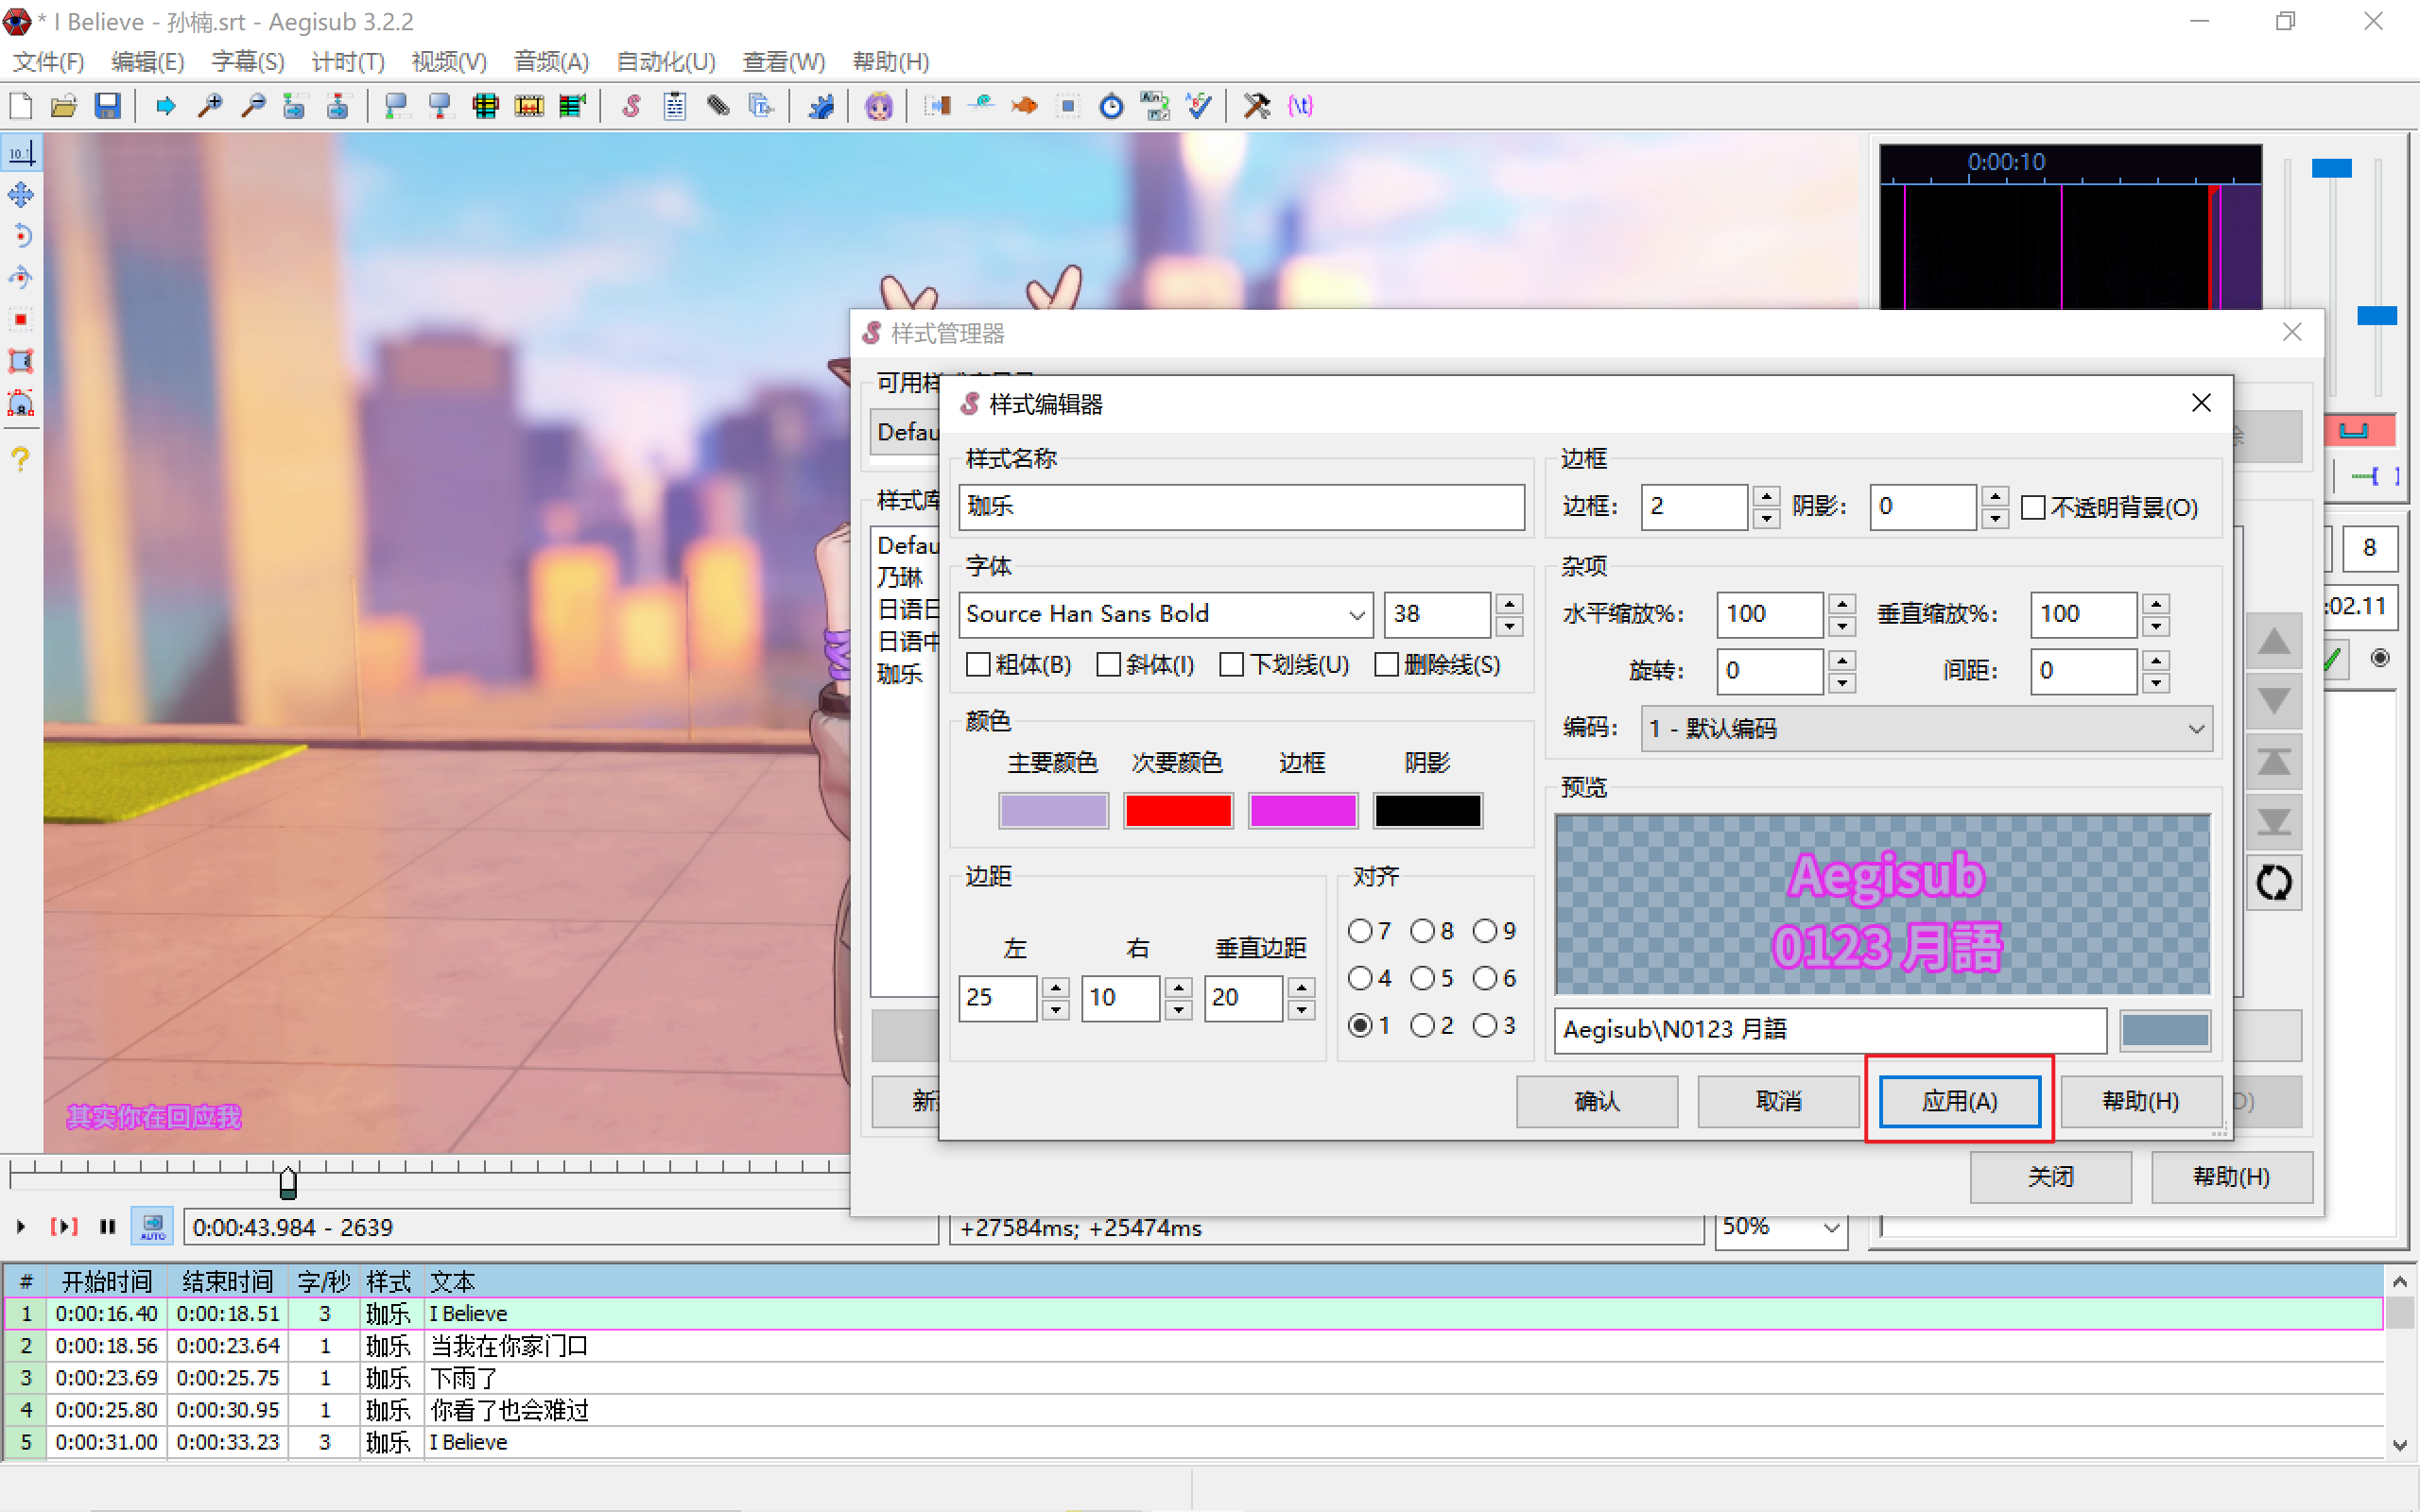 * I Believe - 孙楠.srt - Aegisub 3.2.2
文件(F) 编辑(E) 字幕(S) 计时(T) 视频(V) 音频(A) 自动化(U) 查看(W) 帮助(H)
0:00:10
样式管理器
样式编辑器
Defau
样式名称
珈乐
边框
边框: 2 阴影: 0 不透明背景(O)
样式库
Defau
乃琳
日语日
日语中
珈乐
字体
Source Han Sans Bold 38
粗体(B) 斜体(I) 下划线(U) 删除线(S)
杂项
水平缩放%: 100 垂直缩放%: 100
旋转: 0 间距: 0
编码: 1 - 默认编码
8
:02.11
颜色
主要颜色 次要颜色 边框 阴影
预览
Aegisub
0123 月語
边距
左 右 垂直边距
25 10 20
对齐
7 8 9
4 5 6
1 2 3
Aegisub\N0123 月語
确认 取消 应用(A) 帮助(H)
关闭 帮助(H)
其实你在回应我
AUTO
0:00:43.984 - 2639
+27584ms; +25474ms
50%
# 开始时间 结束时间 字/秒 样式 文本
1 0:00:16.40 0:00:18.51 3 珈乐 I Believe
2 0:00:18.56 0:00:23.64 1 珈乐 当我在你家门口
3 0:00:23.69 0:00:25.75 1 珈乐 下雨了
4 0:00:25.80 0:00:30.95 1 珈乐 你看了也会难过
5 0:00:31.00 0:00:33.23 3 珈乐 I Believe